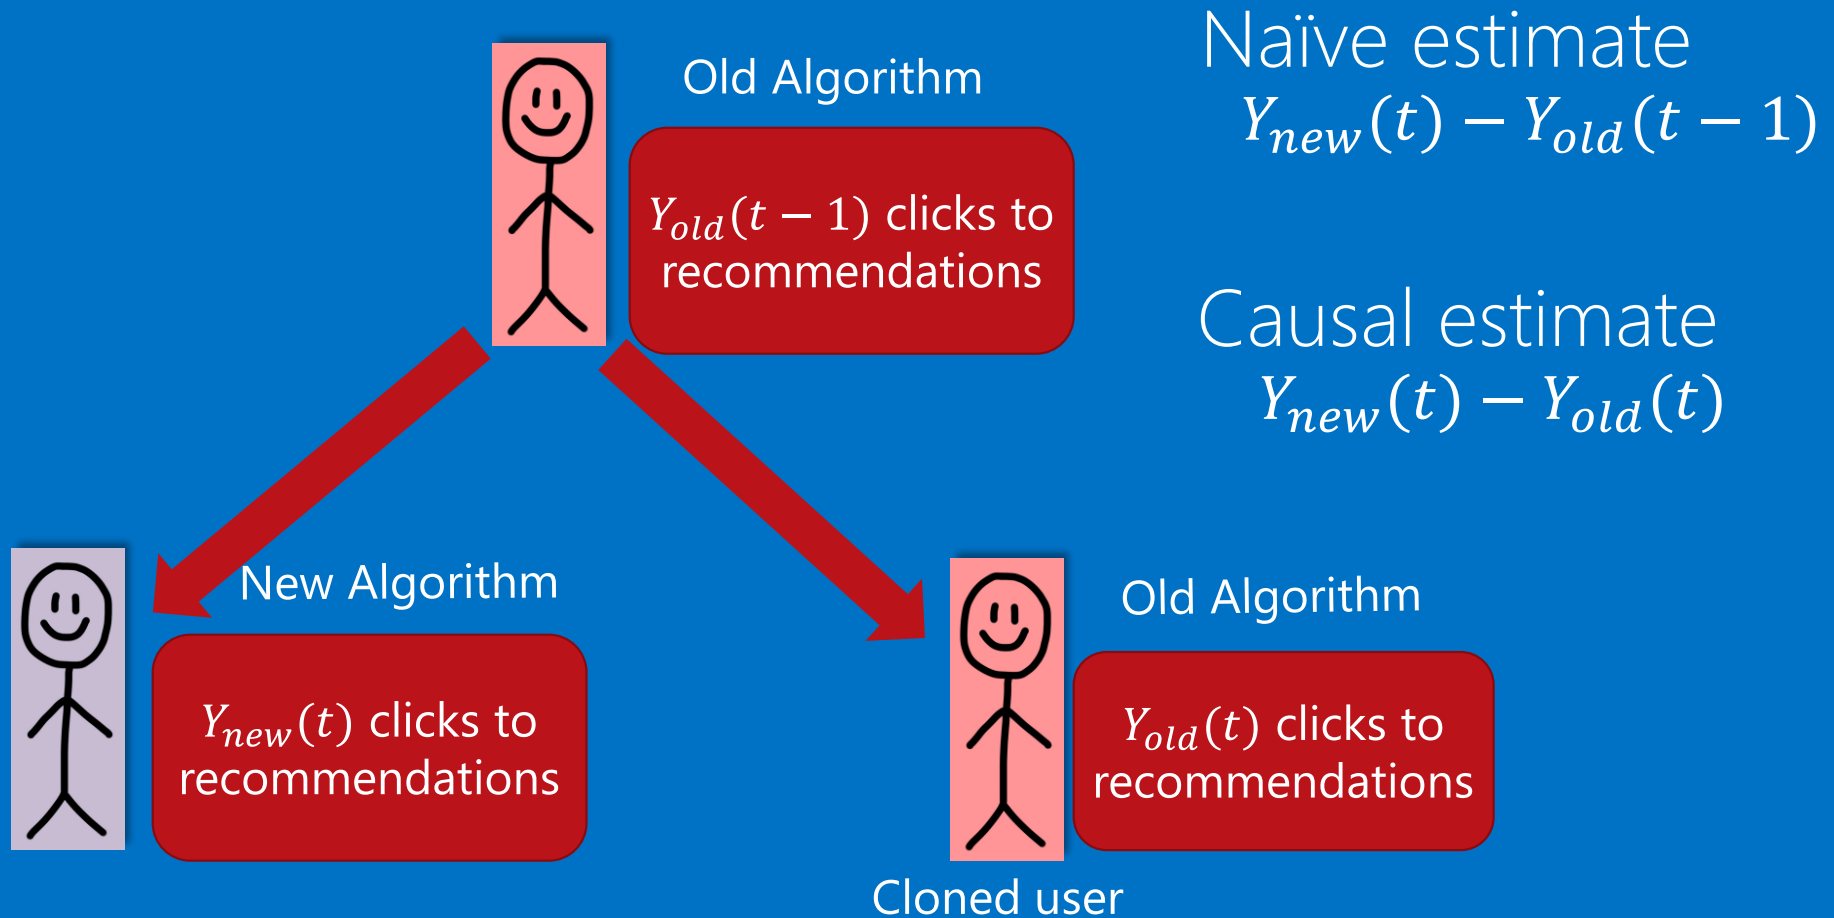 Old Algorithm
Y_old(t − 1) clicks to
recommendations
Naïve estimate
Y_new(t) − Y_old(t − 1)
Causal estimate
Y_new(t) − Y_old(t)
New Algorithm
Y_new(t) clicks to
recommendations
Old Algorithm
Y_old(t) clicks to
recommendations
Cloned user